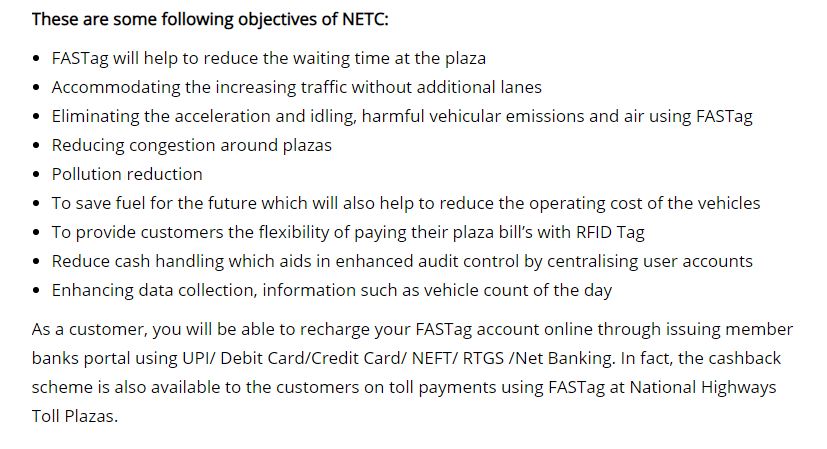 These are some following objectives of NETC:
• FASTag will help to reduce the waiting time at the plaza
• Accommodating the increasing traffic without additional lanes
• Eliminating the acceleration and idling, harmful vehicular emissions and air using FASTag
• Reducing congestion around plazas
• Pollution reduction
• To save fuel for the future which will also help to reduce the operating cost of the vehicles
• To provide customers the flexibility of paying their plaza bill's with RFID Tag
• Reduce cash handling which aids in enhanced audit control by centralising user accounts
• Enhancing data collection, information such as vehicle count of the day
As a customer, you will be able to recharge your FASTag account online through issuing member
banks portal using UPI/ Debit Card/Credit Card/ NEFT/ RTGS /Net Banking. In fact, the cashback
scheme is also available to the customers on toll payments using FASTag at National Highways
Toll Plazas.